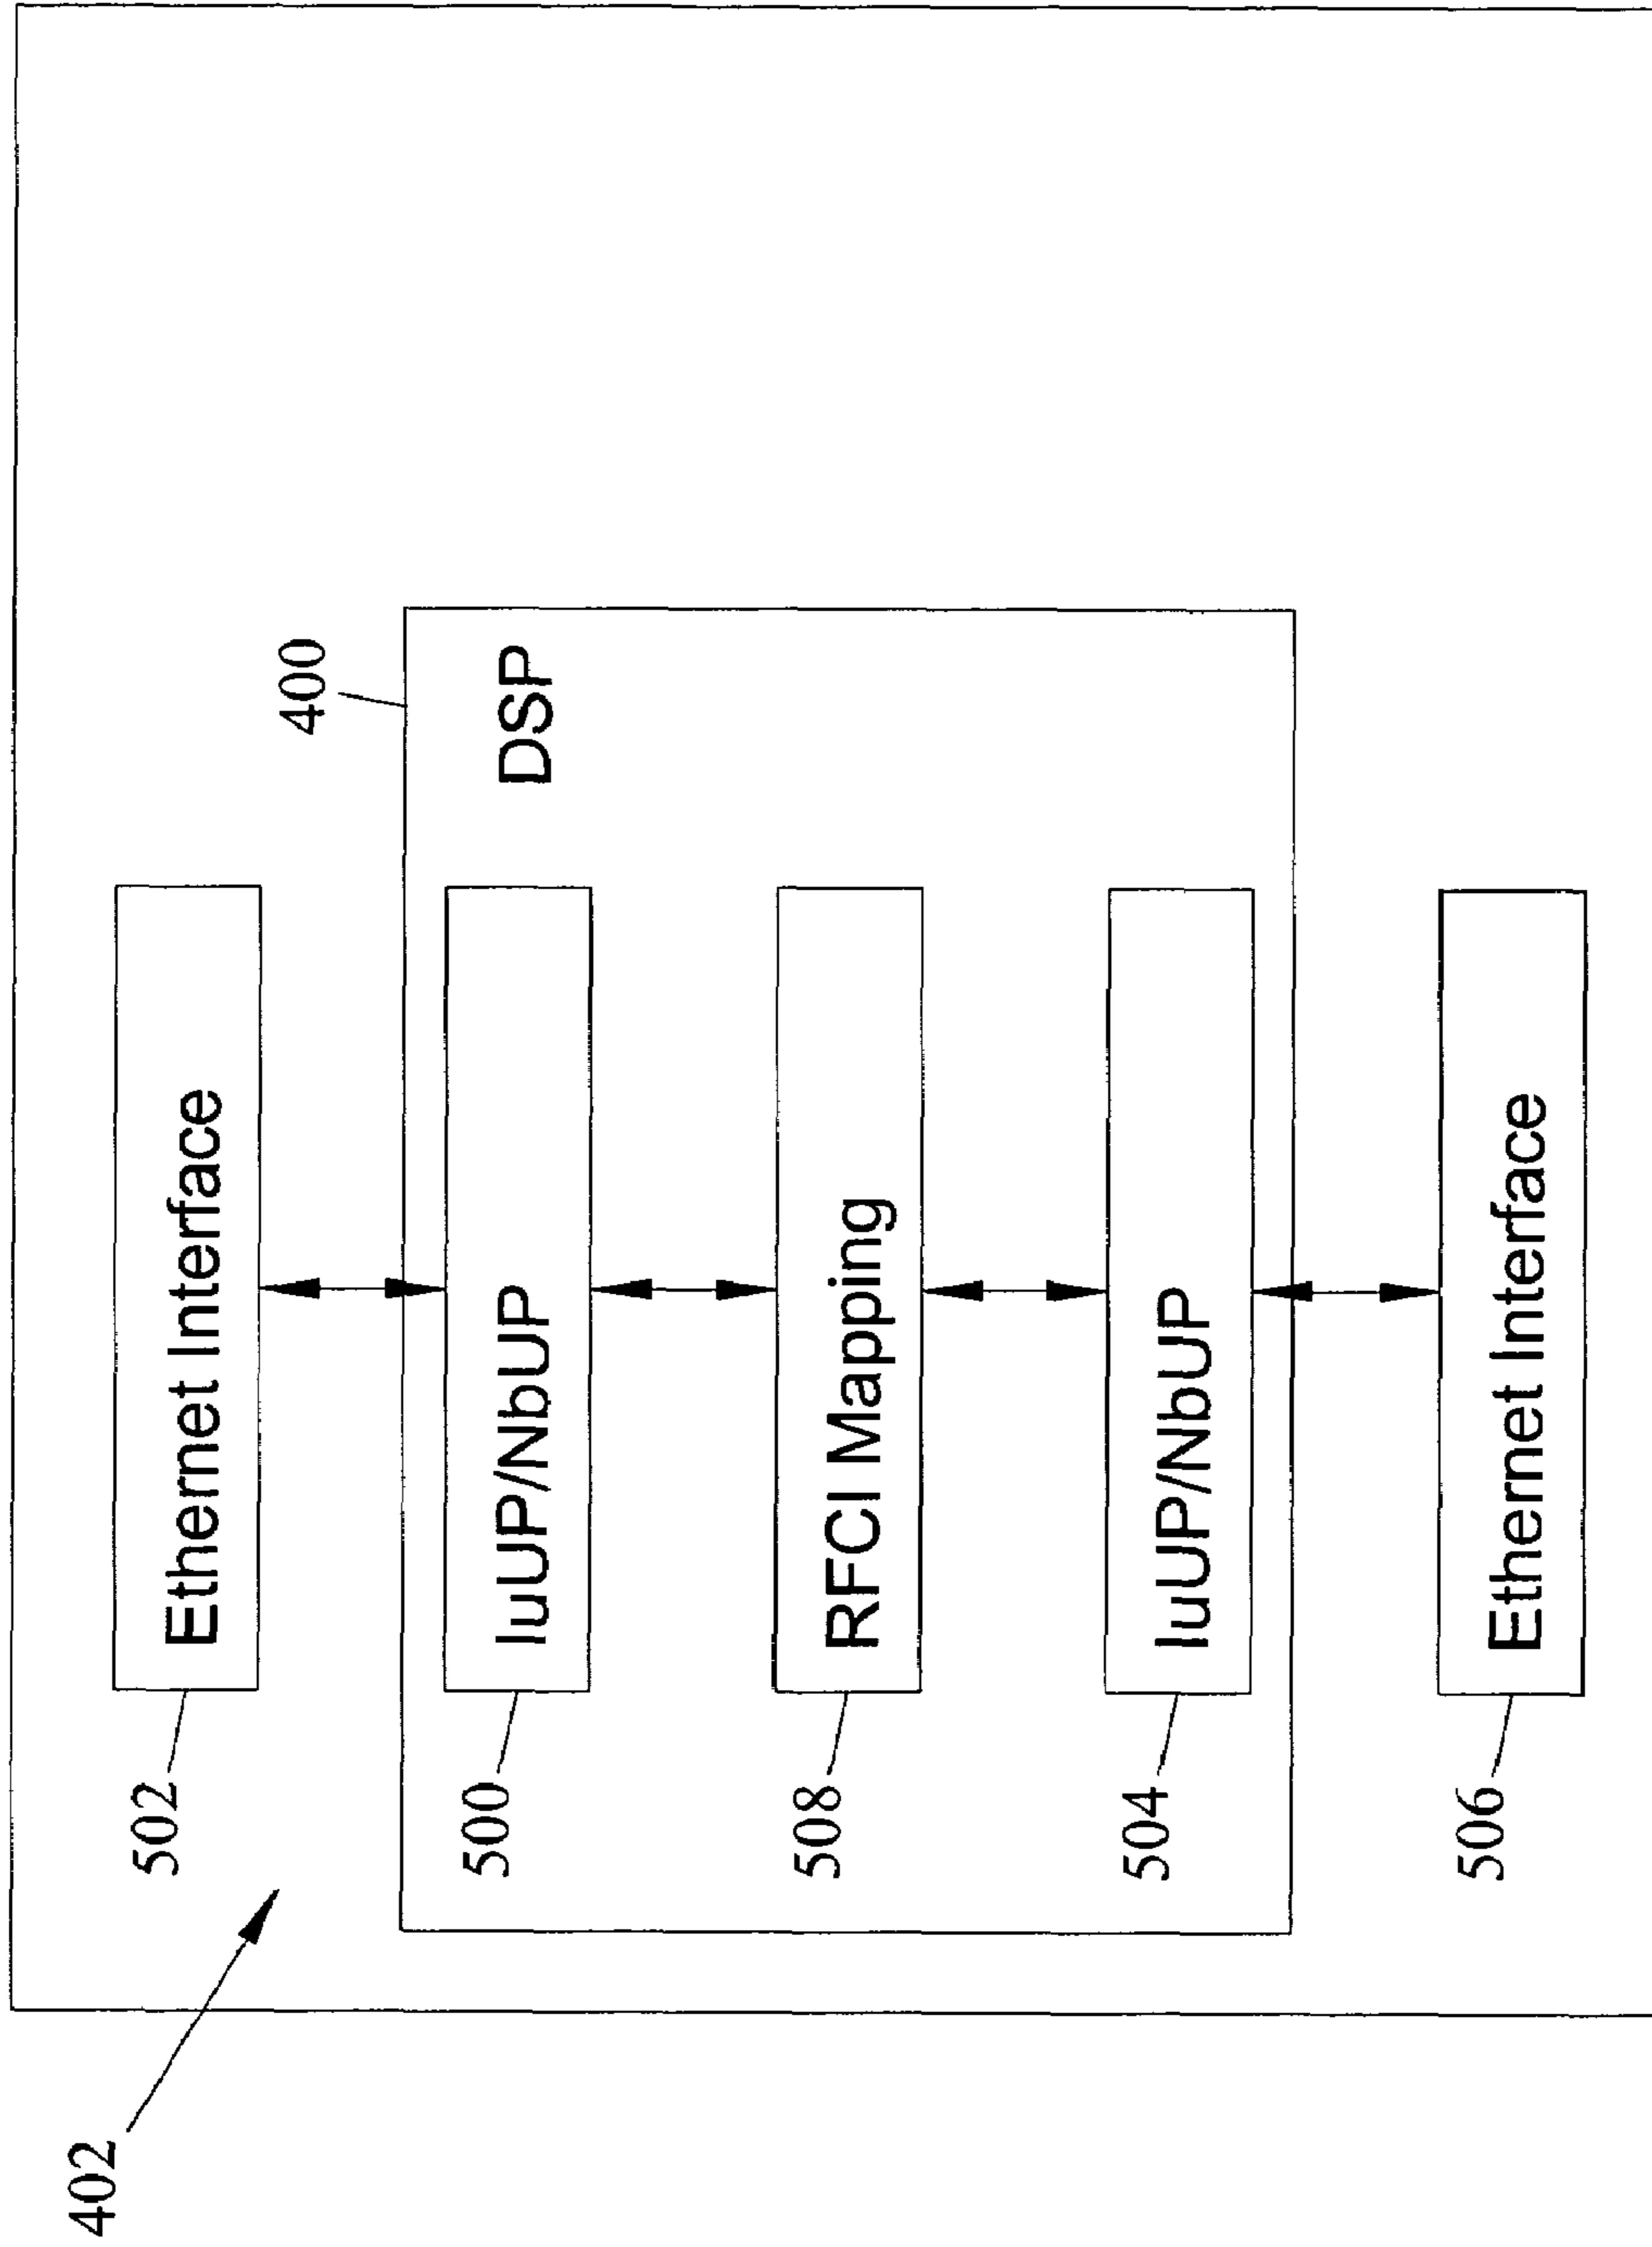 402
502
Ethernet Interface
400
DSP
500
IuUP/NbUP
508
RFCI Mapping
504
IuUP/NbUP
506
Ethernet Interface